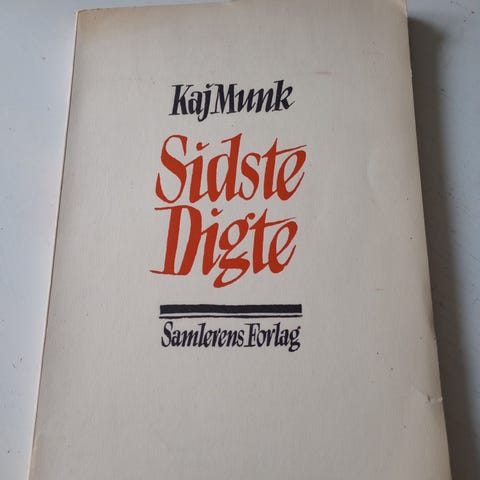 Kaj Munk
Sidste
Digte
Samlerens Forlag